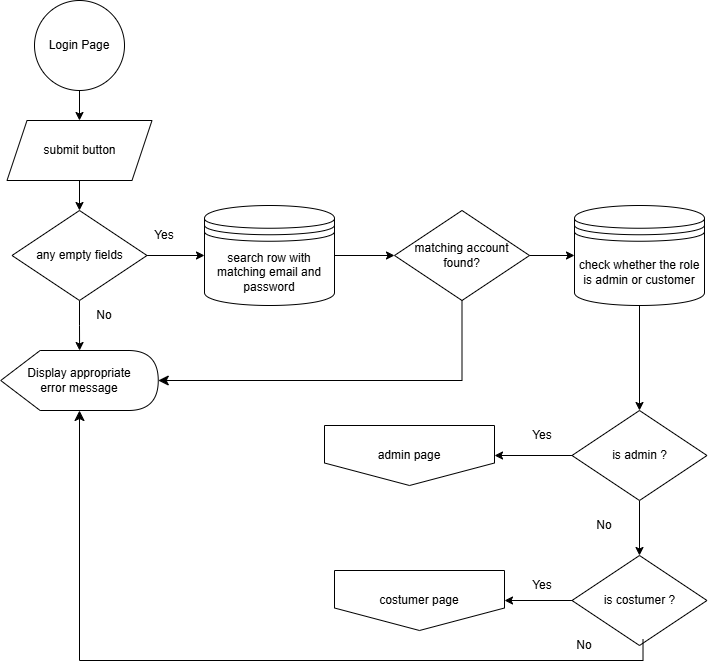 Login Page
submit button
any empty fields
Yes
search row with
matching email and
password
matching account
found?
check whether the role
is admin or customer
No
Display appropriate
error message
admin page
Yes
is admin ?
No
costumer page
Yes
is costumer ?
No